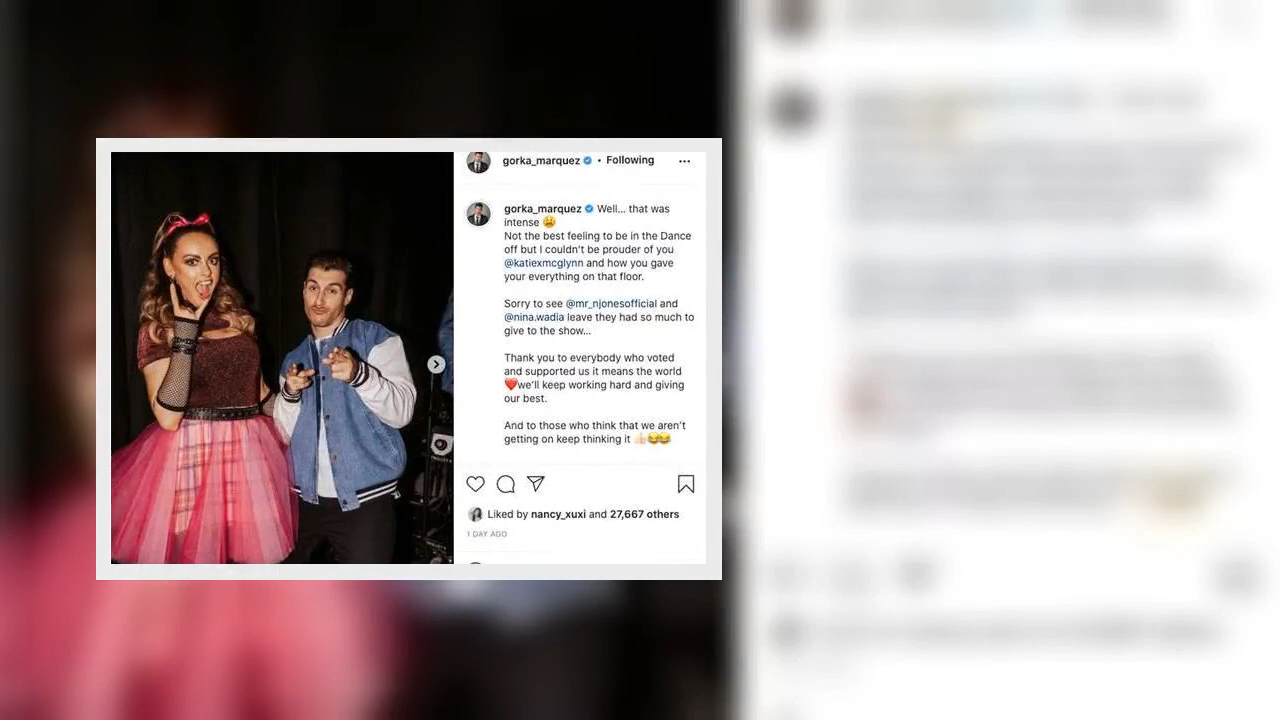 gorka_marquez • Following
gorka_marquez Well... that was
intense 😩
Not the best feeling to be in the Dance
off but I couldn't be prouder of you
@katiexmcglynn and how you gave
your everything on that floor.
Sorry to see @mr_njonesofficial and
@nina.wadia leave they had so much to
give to the show...
Thank you to everybody who voted
and supported us it means the world
❤️we'll keep working hard and giving
our best.
And to those who think that we aren't
getting on keep thinking it 👍🏻😂😂
Liked by nancy_xuxi and 27,667 others
1 DAY AGO